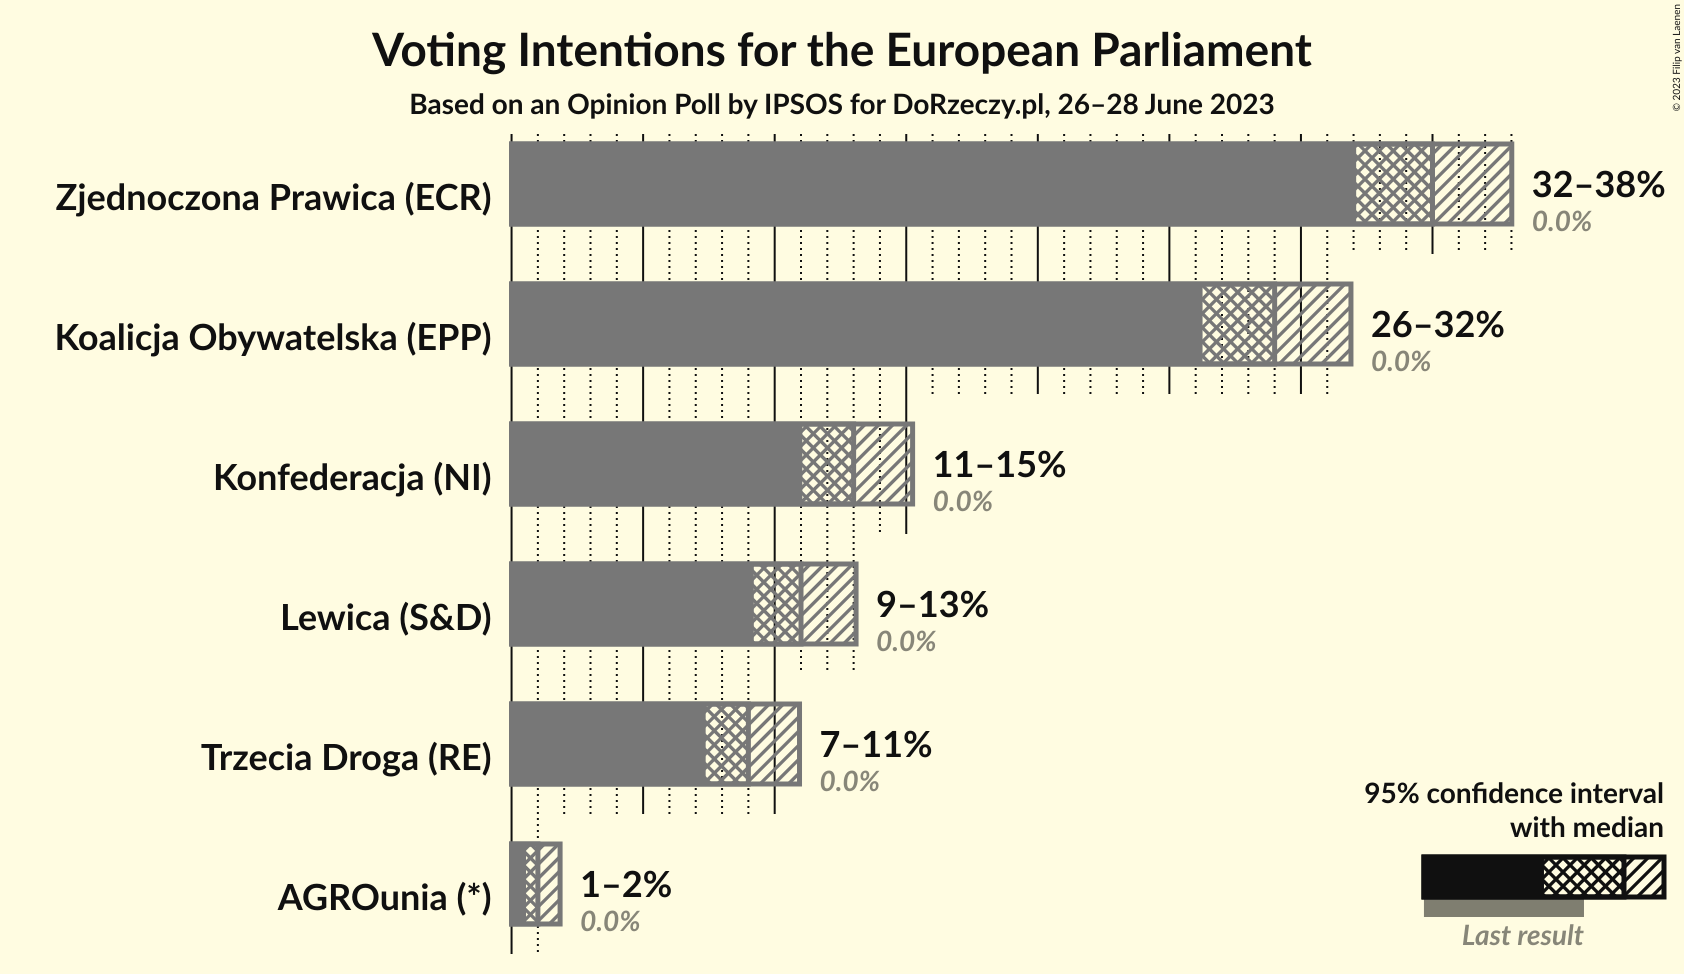 Voting Intentions for the European Parliament
Based on an Opinion Poll by IPSOS for DoRzeczy.pl, 26–28 June 2023
© 2023 Filip van Laenen
Zjednoczona Prawica (ECR)
32–38%
0.0%
Koalicja Obywatelska (EPP)
26–32%
0.0%
Konfederacja (NI)
11–15%
0.0%
Lewica (S&D)
9–13%
0.0%
Trzecia Droga (RE)
7–11%
0.0%
AGROunia (*)
1–2%
0.0%
95% confidence interval
with median
Last result